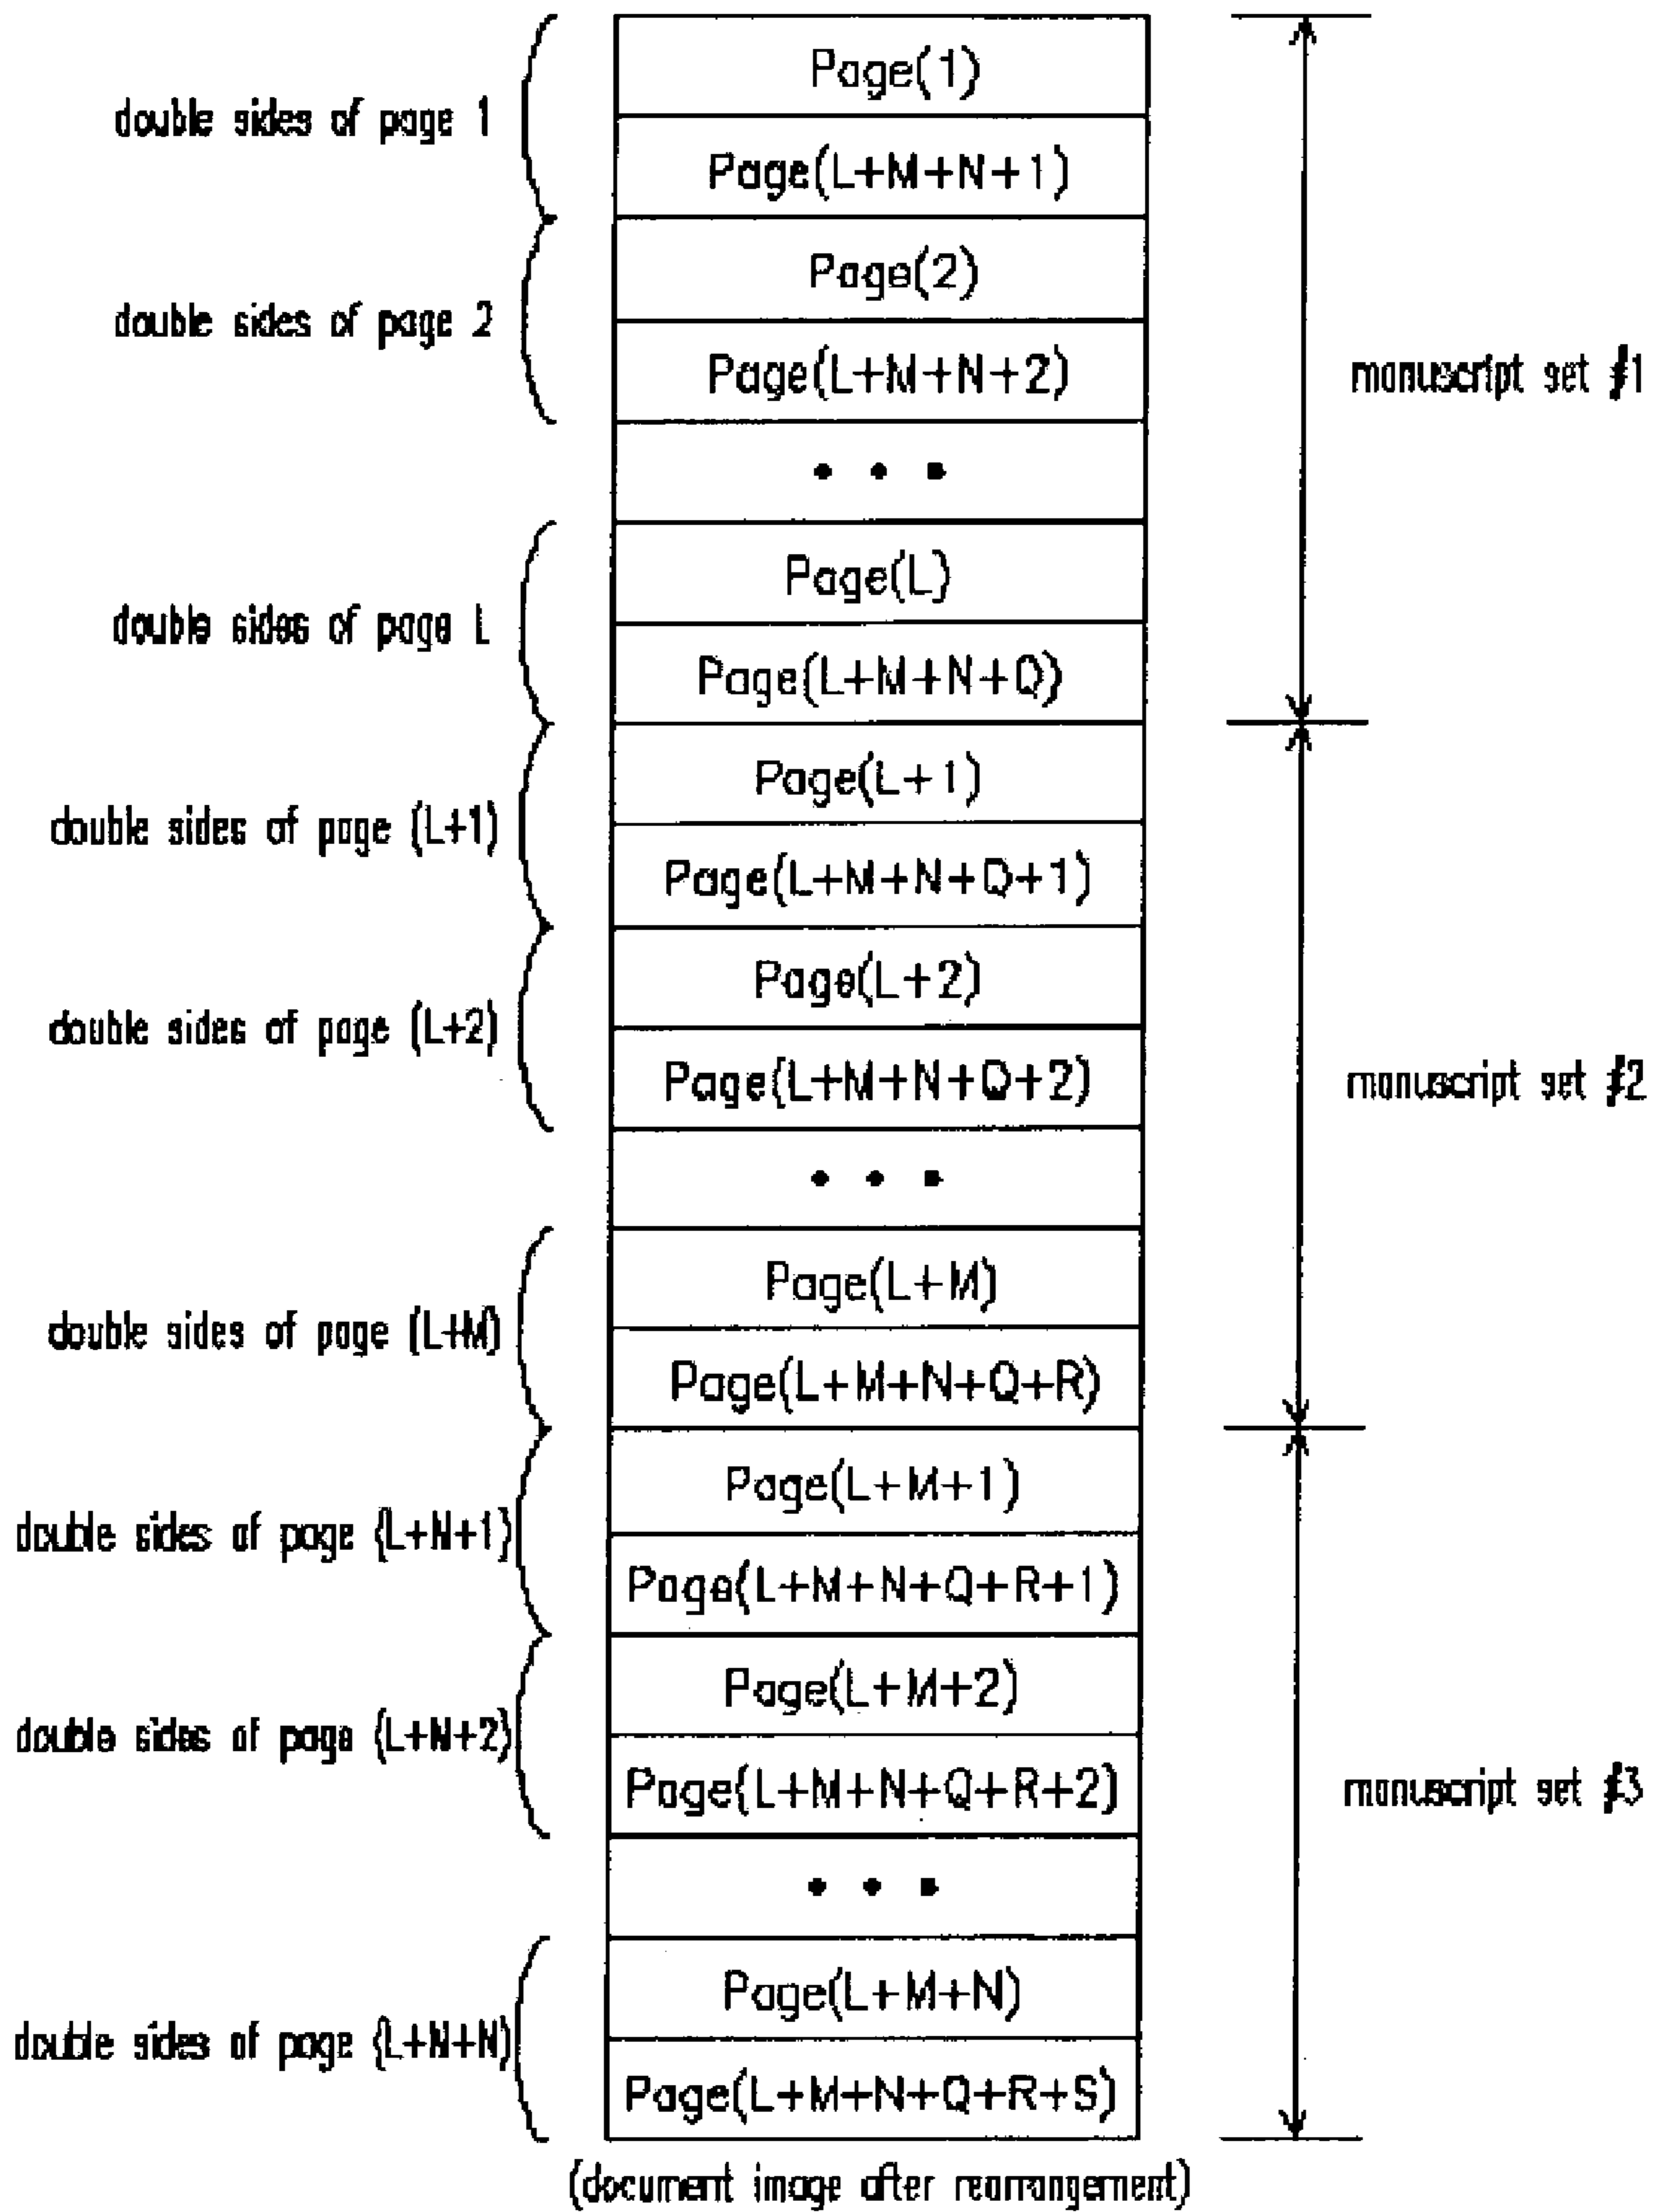 double sides of page 1
Page(1)
Page(L+M+N+1)
double sides of page 2
Page(2)
Page(L+M+N+2)
manuscript set #1
• • •
double sides of page L
Page(L)
Page(L+M+N+Q)
double sides of page (L+1)
Page(L+1)
Page(L+M+N+Q+1)
double sides of page (L+2)
Page(L+2)
Page(L+M+N+Q+2)
manuscript set #2
• • •
double sides of page (L+M)
Page(L+M)
Page(L+M+N+Q+R)
double sides of page (L+M+1)
Page(L+M+1)
Page(L+M+N+Q+R+1)
double sides of page (L+M+2)
Page(L+M+2)
Page(L+M+N+Q+R+2)
manuscript set #3
• • •
double sides of page (L+M+N)
Page(L+M+N)
Page(L+M+N+Q+R+S)
(document image after rearrangement)